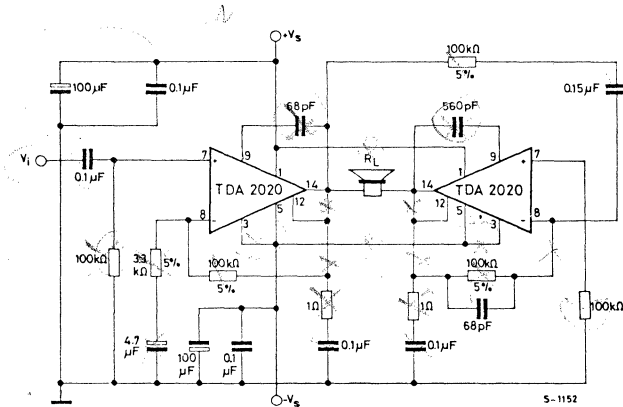 +Vs
100kΩ
5%
100µF
0.1µF
68pF
560pF
0.15µF
Vi
0.1µF
7
9
1
TDA 2020
14
12
5
3
8
RL
9
7
1
14
TDA 2020
12
5
3
8
100kΩ
3.3
kΩ
5%
100kΩ
5%
1Ω
1Ω
100kΩ
5%
68pF
100kΩ
4.7
µF
100
µF
0.1
µF
0.1µF
0.1µF
-Vs
S-1152